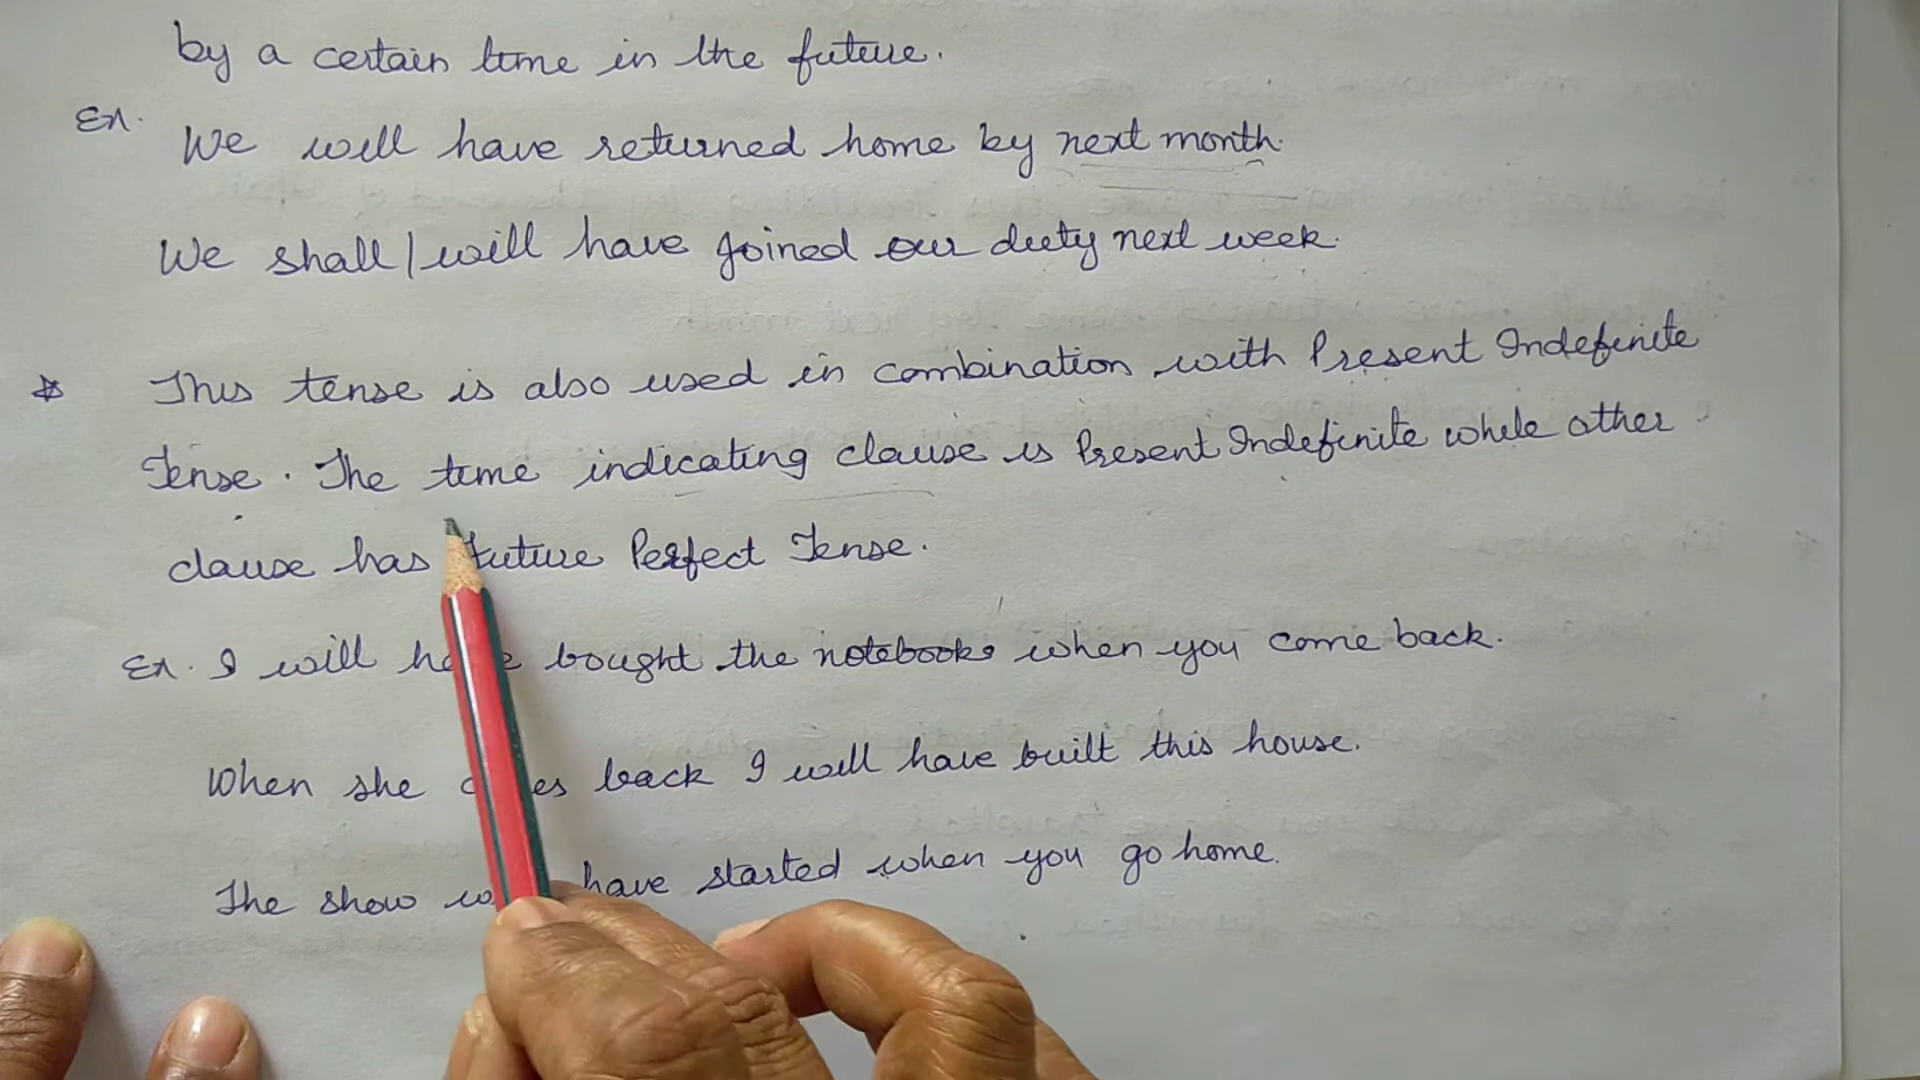 by a certain time in the future.
Ex. We will have returned home by next month.
We shall/will have joined our duty next week.
☆ This tense is also used in combination with Present Indefinite
Tense. The time indicating clause is Present Indefinite while other
clause has Future Perfect Tense.
Ex. I will have bought the notebooks when you come back.
When she comes back I will have built this house.
The show will have started when you go home.